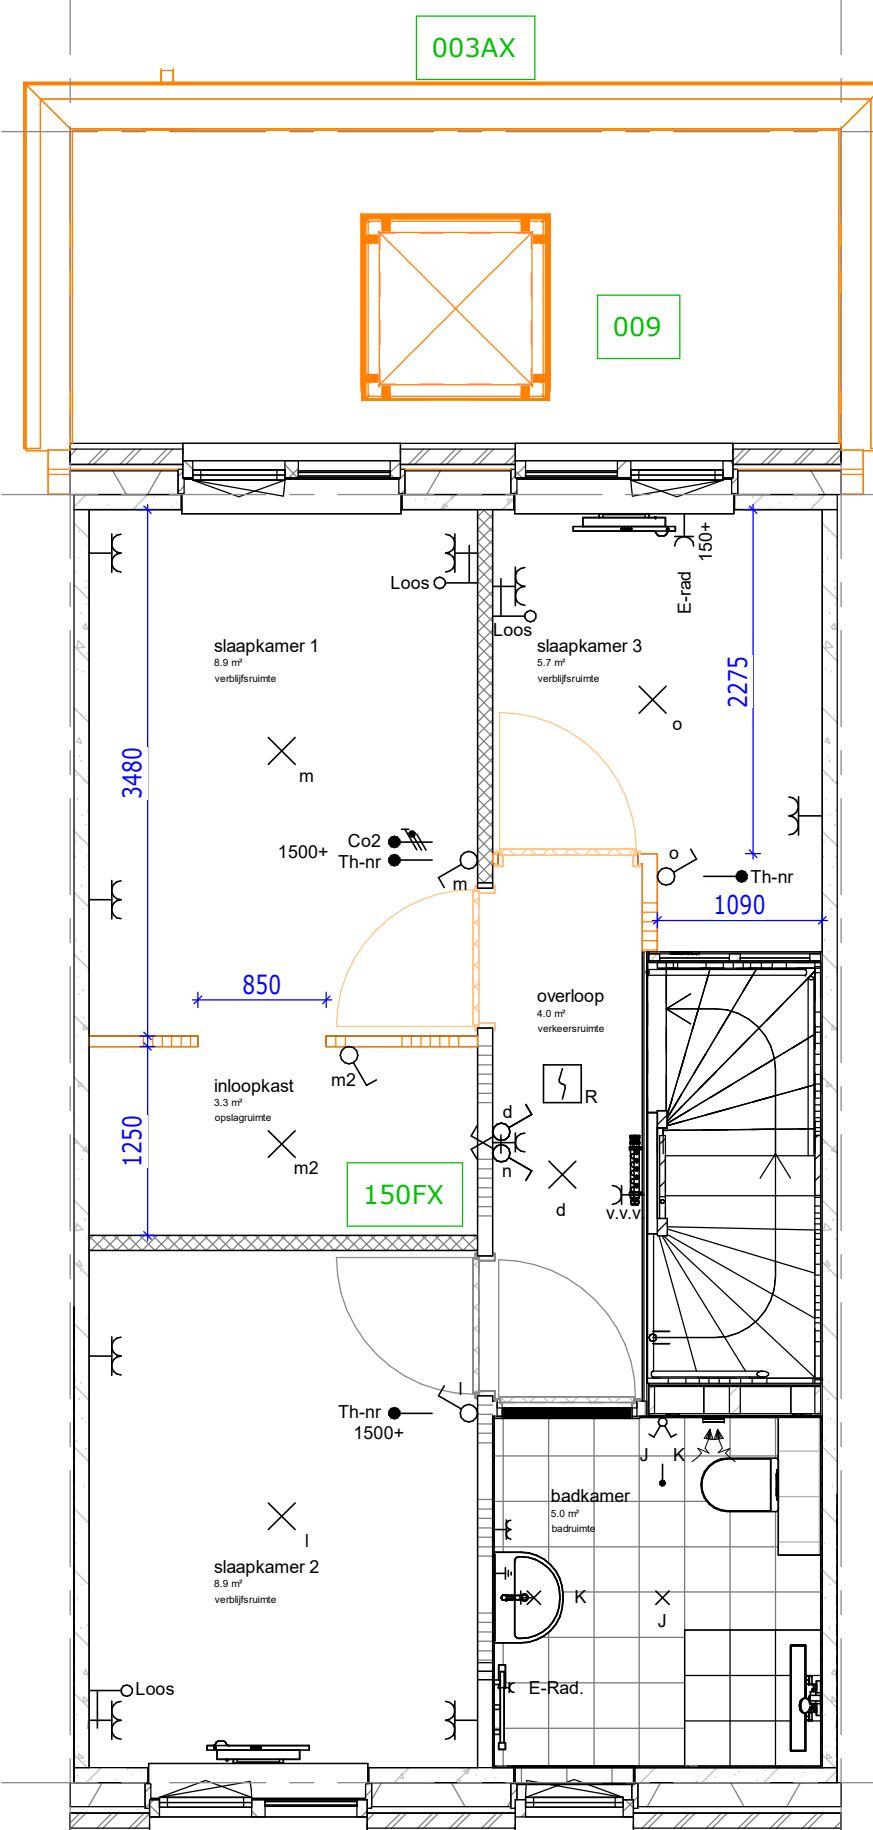 003AX
009
Loos
Loos
E-rad
150+
slaapkamer 1
8.9 m²
verblijfsruimte
slaapkamer 3
5.7 m²
verblijfsruimte
2275
o
m
3480
Co2
1500+
Th-nr
m
o
Th-nr
1090
850
overloop
4.0 m²
verkeersruimte
inloopkast
3.3 m²
opslagruimte
m2
R
d
n
1250
m2
150FX
d
v.v.v
l
Th-nr
1500+
J K
badkamer
5.0 m²
badruimte
l
slaapkamer 2
8.9 m²
verblijfsruimte
K
J
Loos
E-Rad.